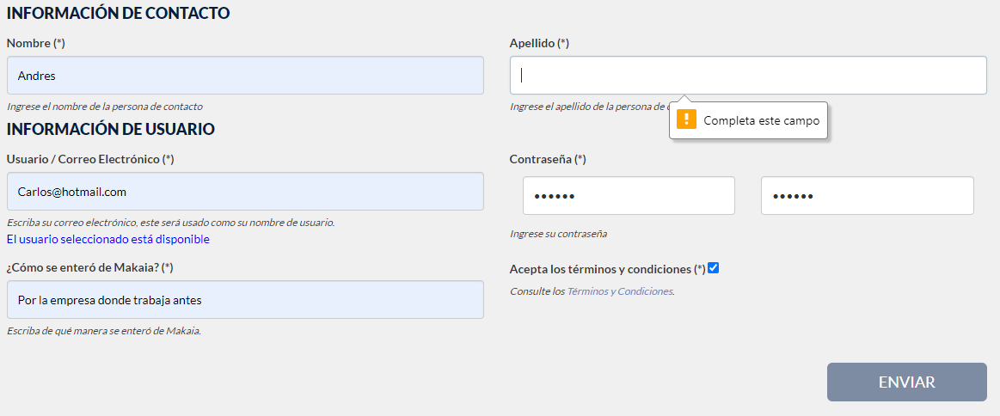 INFORMACIÓN DE CONTACTO
Nombre (*)
Apellido (*)
Andres
Ingrese el nombre de la persona de contacto
Ingrese el apellido de la persona de
Completa este campo
INFORMACIÓN DE USUARIO
Usuario / Correo Electrónico (*)
Contraseña (*)
Carlos@hotmail.com
••••••
••••••
Escriba su correo electrónico, este será usado como su nombre de usuario.
Ingrese su contraseña
El usuario seleccionado está disponible
¿Cómo se enteró de Makaia? (*)
Acepta los términos y condiciones (*)
Por la empresa donde trabaja antes
Consulte los Términos y Condiciones.
Escriba de qué manera se enteró de Makaia.
ENVIAR